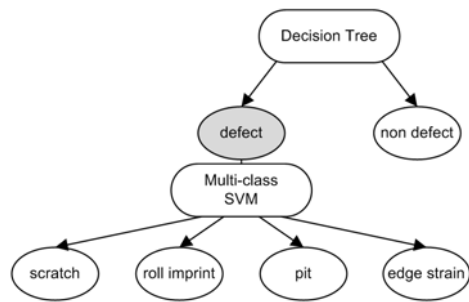 Decision Tree
defect
non defect
Multi-class
SVM
scratch
roll imprint
pit
edge strain